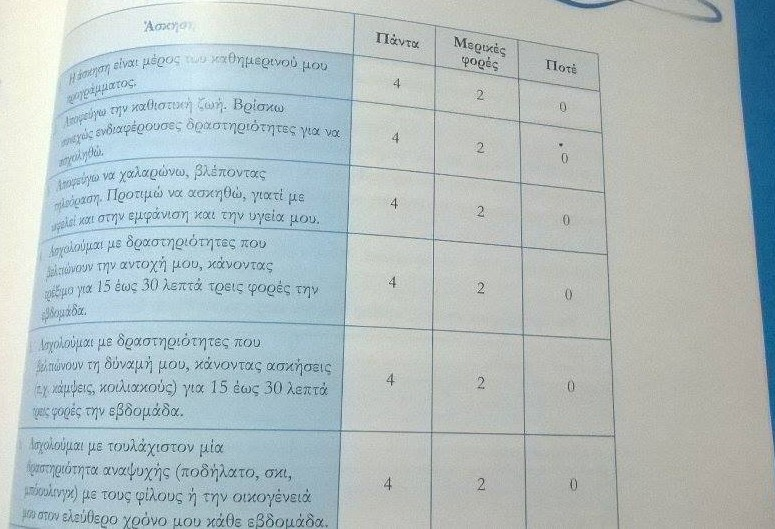 Άσκηση
Πάντα
Μερικές
φορές
Ποτέ
Η άσκηση είναι μέρος του καθημερινού μου
προγράμματος.
4
2
0
Αποφεύγω την καθιστική ζωή. Βρίσκω
συνεχώς ενδιαφέρουσες δραστηριότητες για να
ασχοληθώ.
4
2
0
Αποφεύγω να χαλαρώνω, βλέποντας
τηλεόραση. Προτιμώ να ασκηθώ, γιατί με
ωφελεί και στην εμφάνιση και την υγεία μου.
4
2
0
Ασχολούμαι με δραστηριότητες που
βελτιώνουν την αντοχή μου, κάνοντας
τρέξιμο για 15 έως 30 λεπτά τρεις φορές την
εβδομάδα.
4
2
0
Ασχολούμαι με δραστηριότητες που
βελτιώνουν τη δύναμή μου, κάνοντας ασκήσεις
(π.χ. κάμψεις, κοιλιακούς) για 15 έως 30 λεπτά
τρεις φορές την εβδομάδα.
4
2
0
Ασχολούμαι με τουλάχιστον μία
δραστηριότητα αναψυχής (ποδήλατο, σκι,
μπόουλινγκ) με τους φίλους ή την οικογένειά
μου στον ελεύθερο χρόνο μου κάθε εβδομάδα.
4
2
0